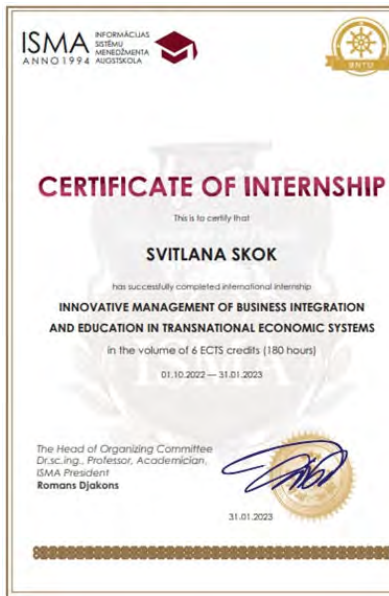 ISMA
ANNO1994
INFORMĀCIJAS
SISTĒMU
MENEDŽMENTA
AUGSTSKOLA
BNTU
CERTIFICATE OF INTERNSHIP
This is to certify that
SVITLANA SKOK
has successfully completed international internship
INNOVATIVE MANAGEMENT OF BUSINESS INTEGRATION
AND EDUCATION IN TRANSNATIONAL ECONOMIC SYSTEMS
in the volume of 6 ECTS credits (180 hours)
ISMA
01.10.2022 — 31.01.2023
The Head of Organizing Committee
Dr.sc.ing., Professor, Academician,
ISMA President
Romans Djakons
31.01.2023